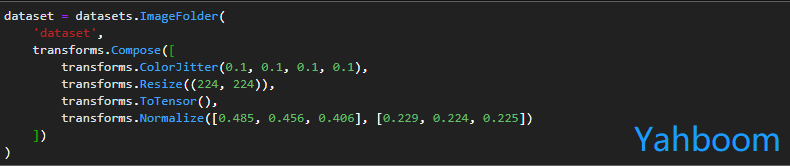 dataset = datasets.ImageFolder(
    'dataset',
    transforms.Compose([
        transforms.ColorJitter(0.1, 0.1, 0.1, 0.1),
        transforms.Resize((224, 224)),
        transforms.ToTensor(),
        transforms.Normalize([0.485, 0.456, 0.406], [0.229, 0.224, 0.225])
    ])
)
Yahboom